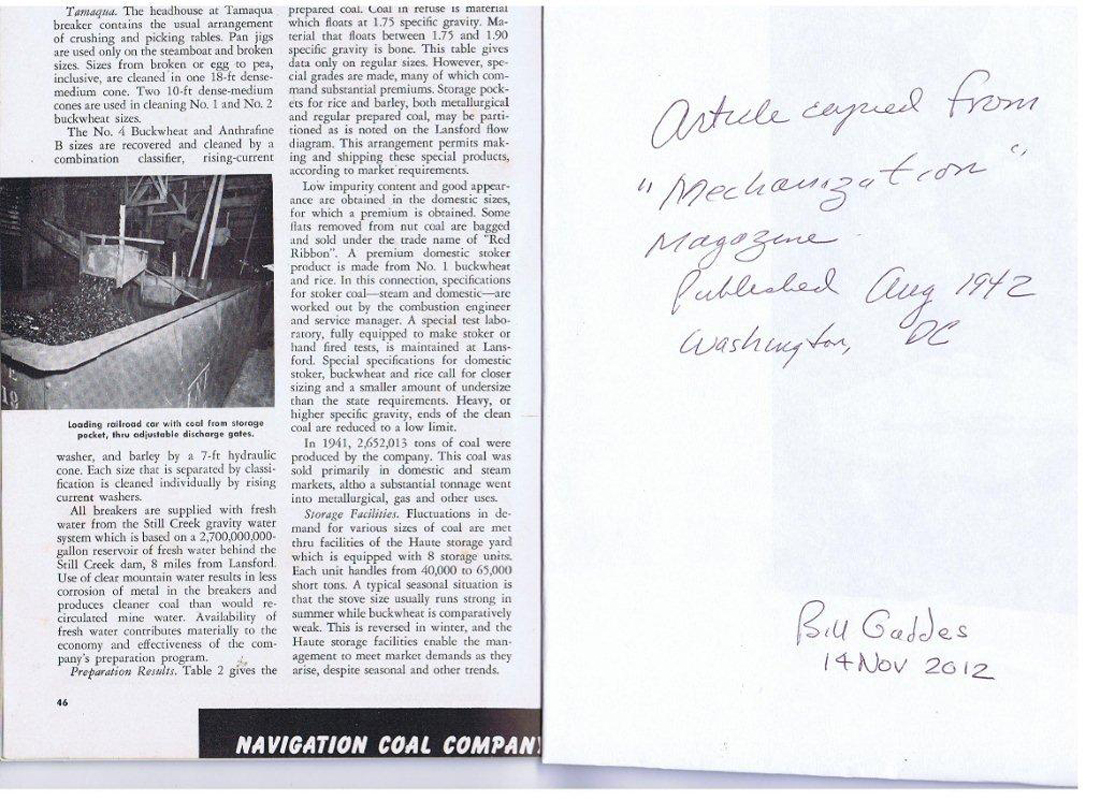 Tamaqua. The headhouse at Tamaqua
breaker contains the usual arrangement
of crushing and picking tables. Pan jigs
are used only on the steamboat and broken
sizes. Sizes from broken or egg to pea,
inclusive, are cleaned in one 18-ft dense-
medium cone. Two 10-ft dense-medium
cones are used in cleaning No. 1 and No. 2
buckwheat sizes.
The No. 4 Buckwheat and Anthrafine
B sizes are recovered and cleaned by a
combination classifier, rising-current
19
Loading railroad car with coal from storage
pocket, thru adjustable discharge gates.
washer, and barley by a 7-ft hydraulic
cone. Each size that is separated by classi-
fication is cleaned individually by rising
current washers.
All breakers are supplied with fresh
water from the Still Creek gravity water
system which is based on a 2,700,000,000-
gallon reservoir of fresh water behind the
Still Creek dam, 8 miles from Lansford.
Use of clear mountain water results in less
corrosion of metal in the breakers and
produces cleaner coal than would re-
circulated mine water. Availability of
fresh water contributes materially to the
economy and effectiveness of the com-
pany's preparation program.
Preparation Results. Table 2 gives the
46
prepared coal. Coal in refuse is material
which floats at 1.75 specific gravity. Ma-
terial that floats between 1.75 and 1.90
specific gravity is bone. This table gives
data only on regular sizes. However, spe-
cial grades are made, many of which com-
mand substantial premiums. Storage pock-
ets for rice and barley, both metallurgical
and regular prepared coal, may be parti-
tioned as is noted on the Lansford flow
diagram. This arrangement permits mak-
ing and shipping these special products,
according to market requirements.
Low impurity content and good appear-
ance are obtained in the domestic sizes,
for which a premium is obtained. Some
flats removed from nut coal are bagged
and sold under the trade name of "Red
Ribbon". A premium domestic stoker
product is made from No. 1 buckwheat
and rice. In this connection, specifications
for stoker coal—steam and domestic—are
worked out by the combustion engineer
and service manager. A special test labo-
ratory, fully equipped to make stoker or
hand fired tests, is maintained at Lans-
ford. Special specifications for domestic
stoker, buckwheat and rice call for closer
sizing and a smaller amount of undersize
than the state requirements. Heavy, or
higher specific gravity, ends of the clean
coal are reduced to a low limit.
In 1941, 2,652,013 tons of coal were
produced by the company. This coal was
sold primarily in domestic and steam
markets, altho a substantial tonnage went
into metallurgical, gas and other uses.
Storage Facilities. Fluctuations in de-
mand for various sizes of coal are met
thru facilities of the Haute storage yard
which is equipped with 8 storage units.
Each unit handles from 40,000 to 65,000
short tons. A typical seasonal situation is
that the stove size usually runs strong in
summer while buckwheat is comparatively
weak. This is reversed in winter, and the
Haute storage facilities enable the man-
agement to meet market demands as they
arise, despite seasonal and other trends.
NAVIGATION COAL COMPANY
Article copied from
"Mechanization"
Magazine
Published Aug 1942
Washington, DC
Bill Gaddes
14 Nov 2012